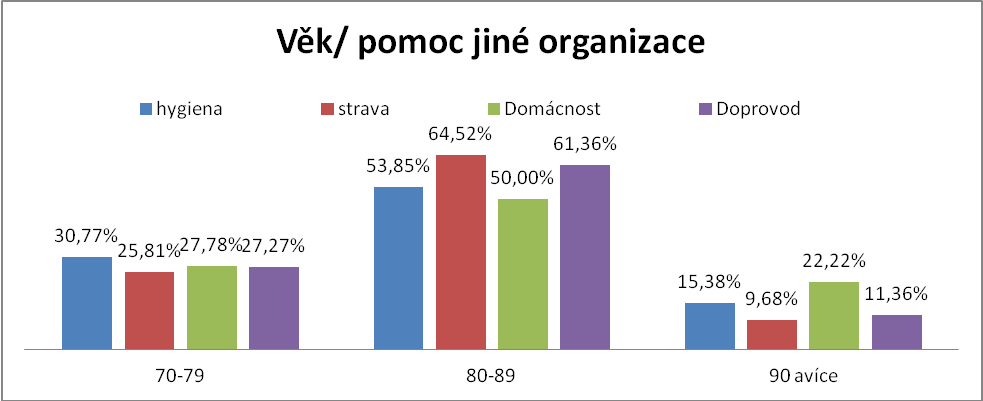 Věk/ pomoc jiné organizace
hygiena strava Domácnost Doprovod
30,77% 25,81% 27,78% 27,27% 53,85% 64,52% 50,00% 61,36% 15,38% 9,68% 22,22% 11,36%
70-79 80-89 90 avíce